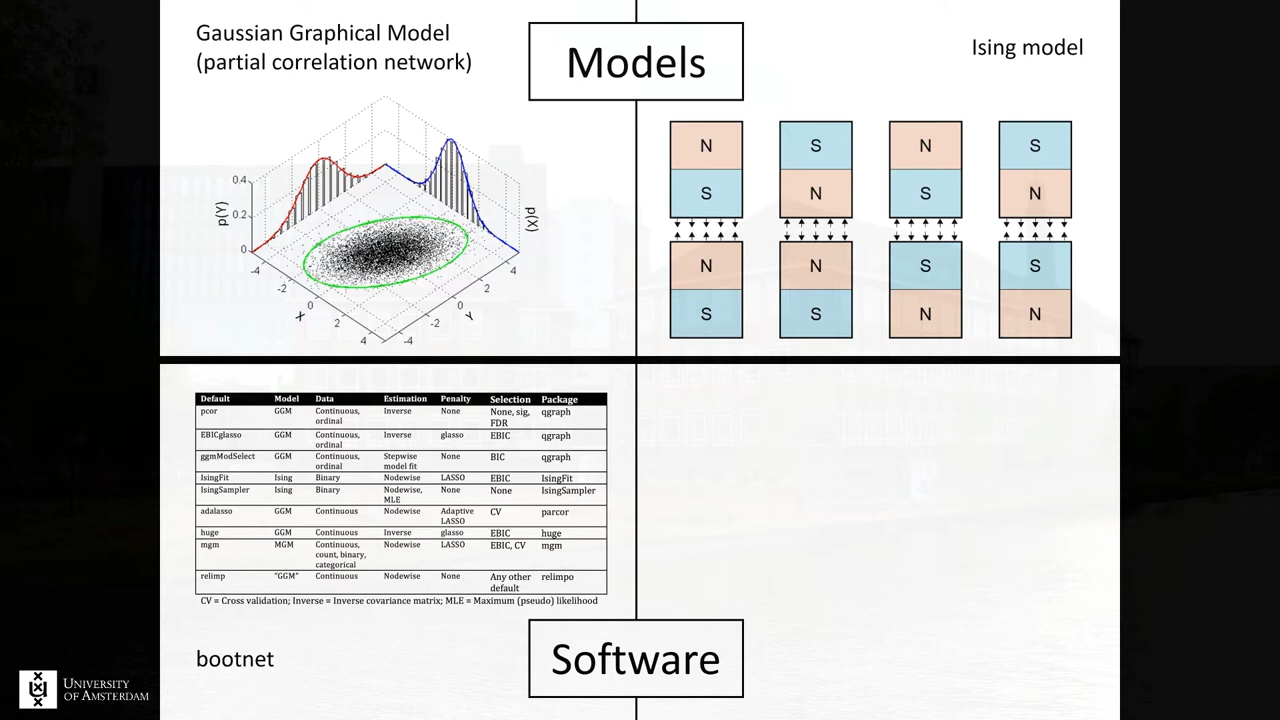 Gaussian Graphical Model
(partial correlation network)
Models
Ising model
0.4
0.2
0
p(Y)
p(X)
-4
-2
0
2
4
X
4
2
0
-2
-4
Y
N S N S
S N S N
N N S S
S S N N
Default Model Data Estimation Penalty Selection Package
pcor GGM Continuous, ordinal Inverse None None, sig, FDR qgraph
EBICglasso GGM Continuous, ordinal Inverse glasso EBIC qgraph
ggmModSelect GGM Continuous, ordinal Stepwise model fit None BIC qgraph
IsingFit Ising Binary Nodewise LASSO EBIC IsingFit
IsingSampler Ising Binary Nodewise, MLE None None IsingSampler
adalasso GGM Continuous Nodewise Adaptive LASSO CV parcor
huge GGM Continuous Inverse glasso EBIC huge
mgm MGM Continuous, count, binary, categorical Nodewise LASSO EBIC, CV mgm
relimp "GGM" Continuous Nodewise None Any other default relimpo
CV = Cross validation; Inverse = Inverse covariance matrix; MLE = Maximum (pseudo) likelihood
bootnet
Software
UNIVERSITY
OF AMSTERDAM